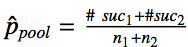 p̂_pool = (# suc_1 + # suc_2) / (n_1 + n_2)